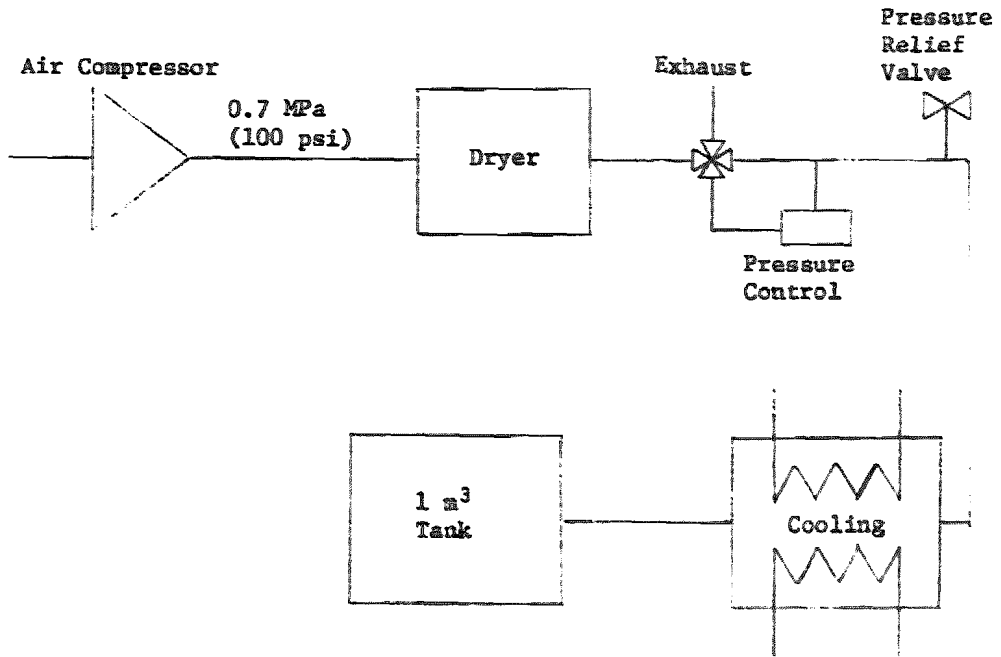 Pressure
Relief
Valve
Air Compressor
Exhaust
0.7 MPa
(100 psi)
Dryer
Pressure
Control
1 m³
Tank
Cooling